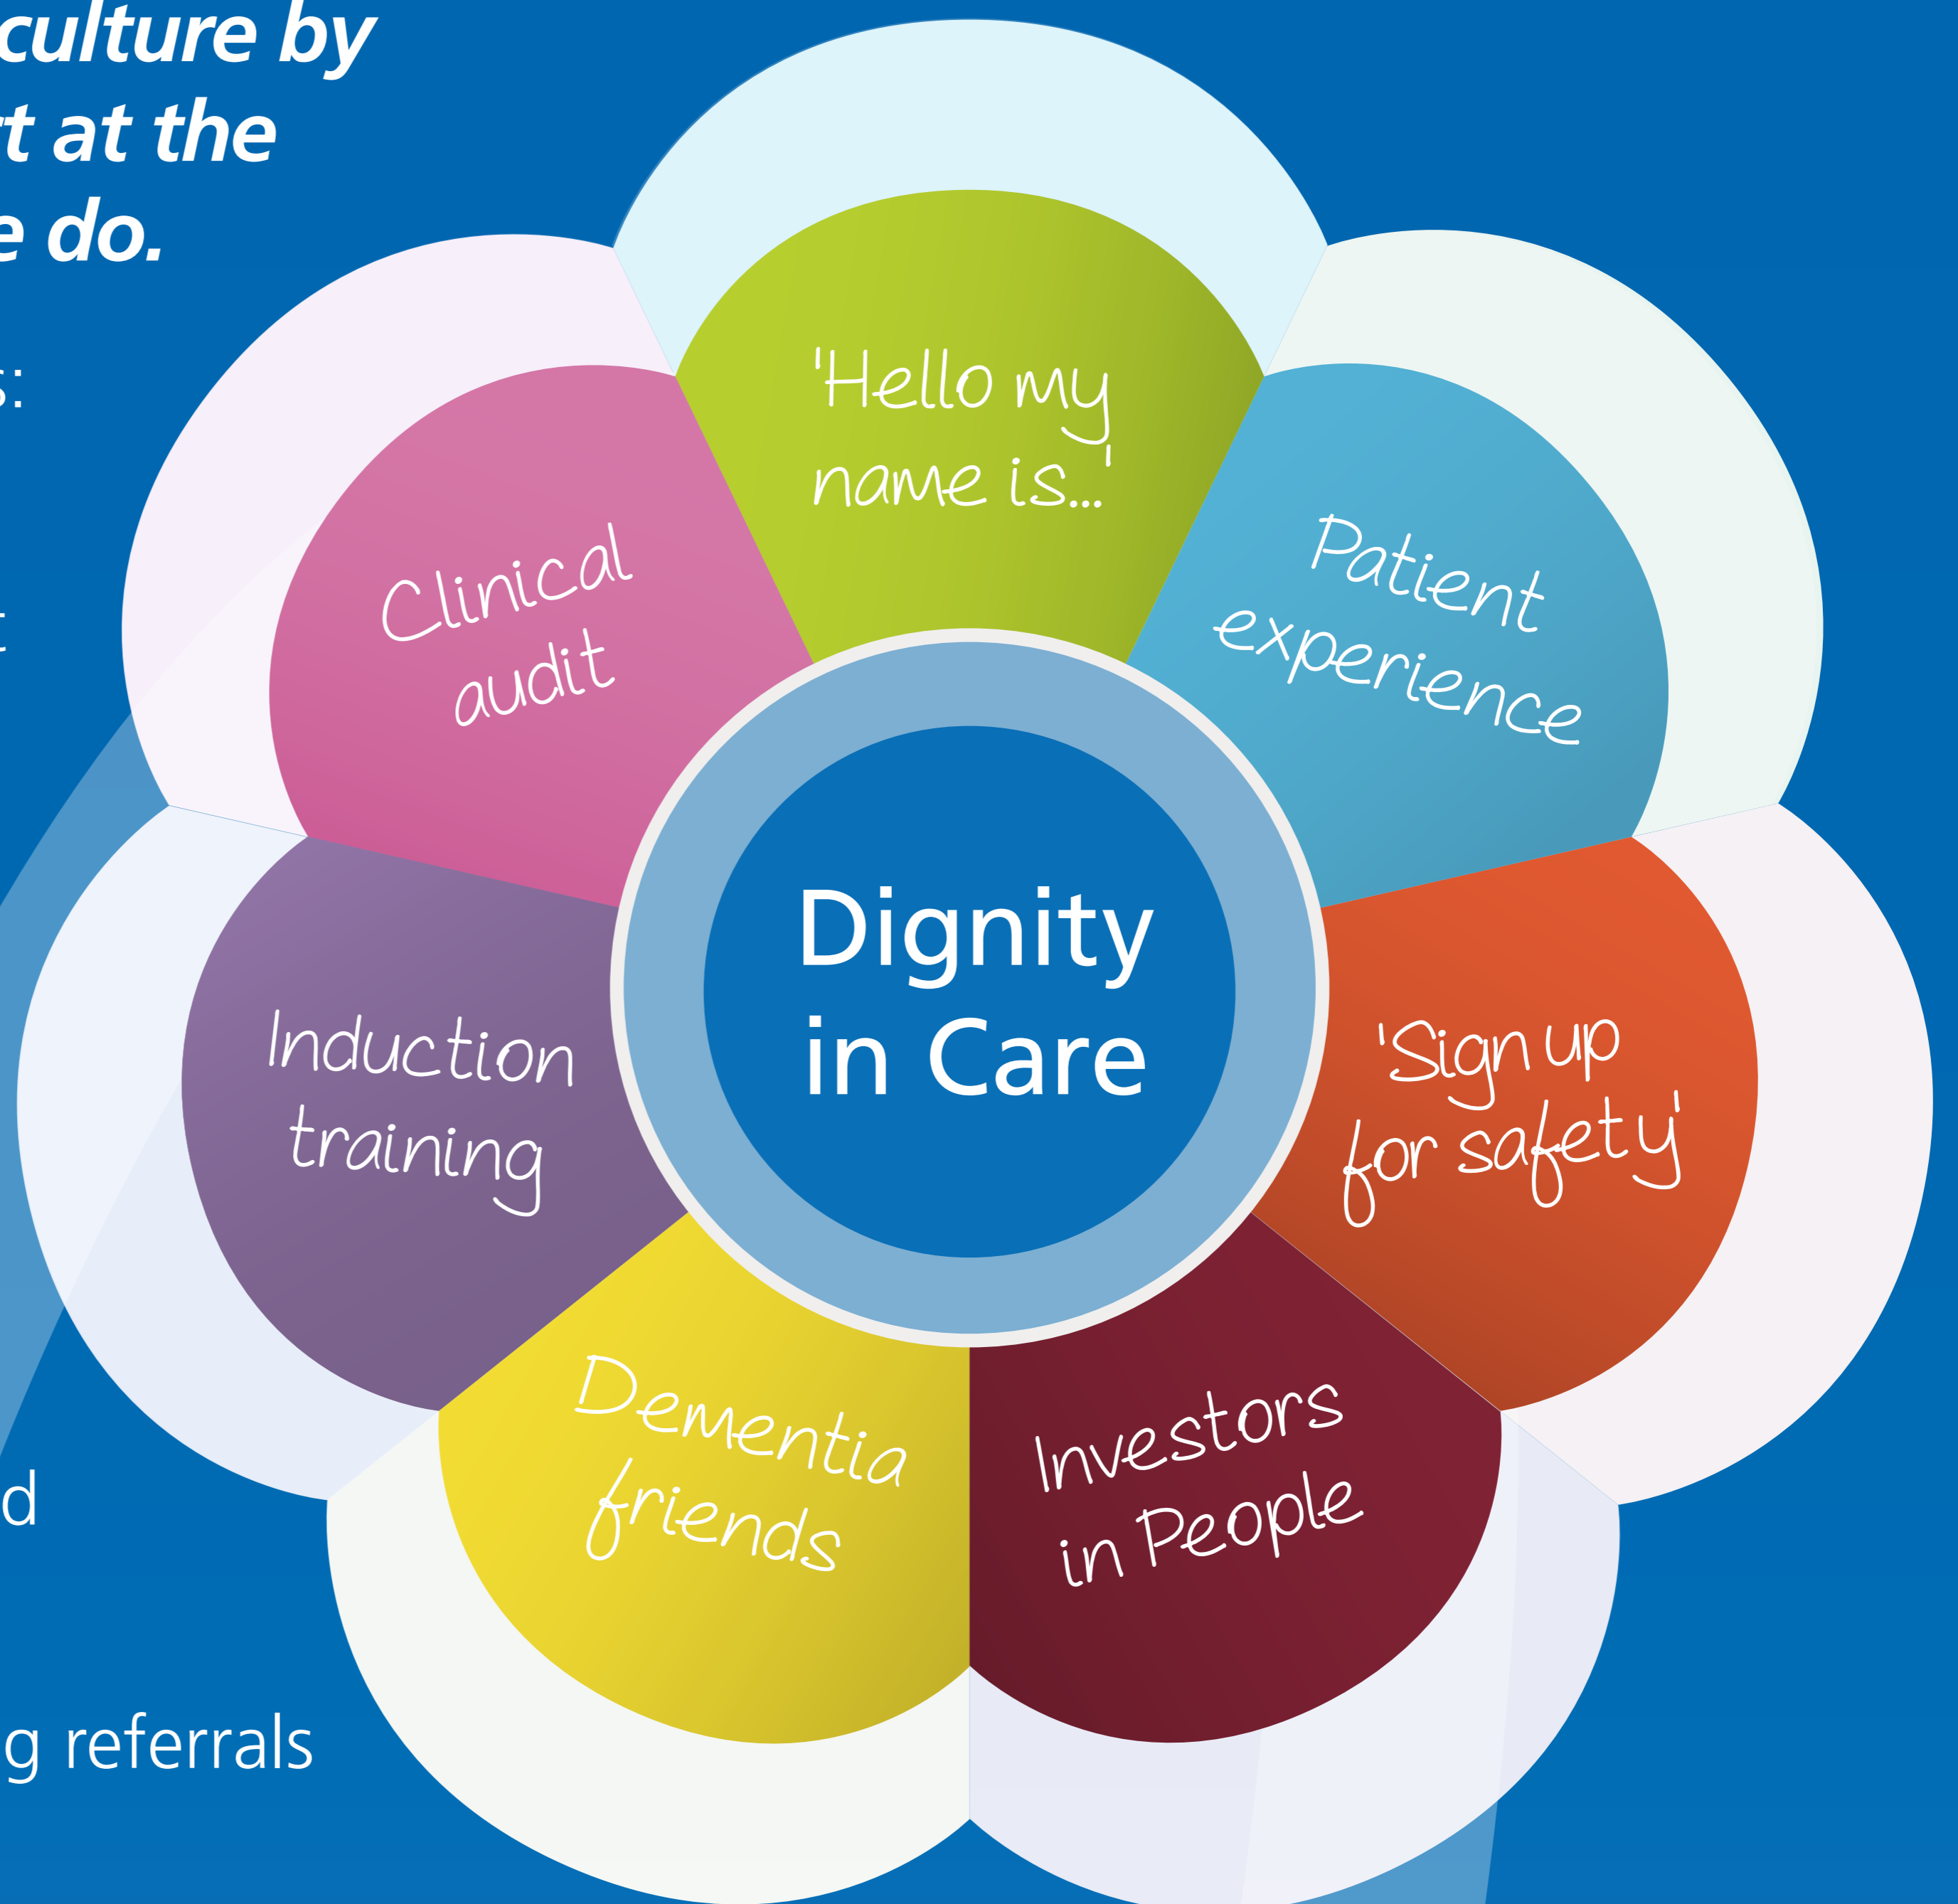 culture by
t at the
e do.
s:
t
d
g referrals
'Hello my
name is...'
Patient
experience
'Sign up
for safety'
Investors
in People
Dementia
friends
Induction
training
Clinical
audit
Dignity
in Care